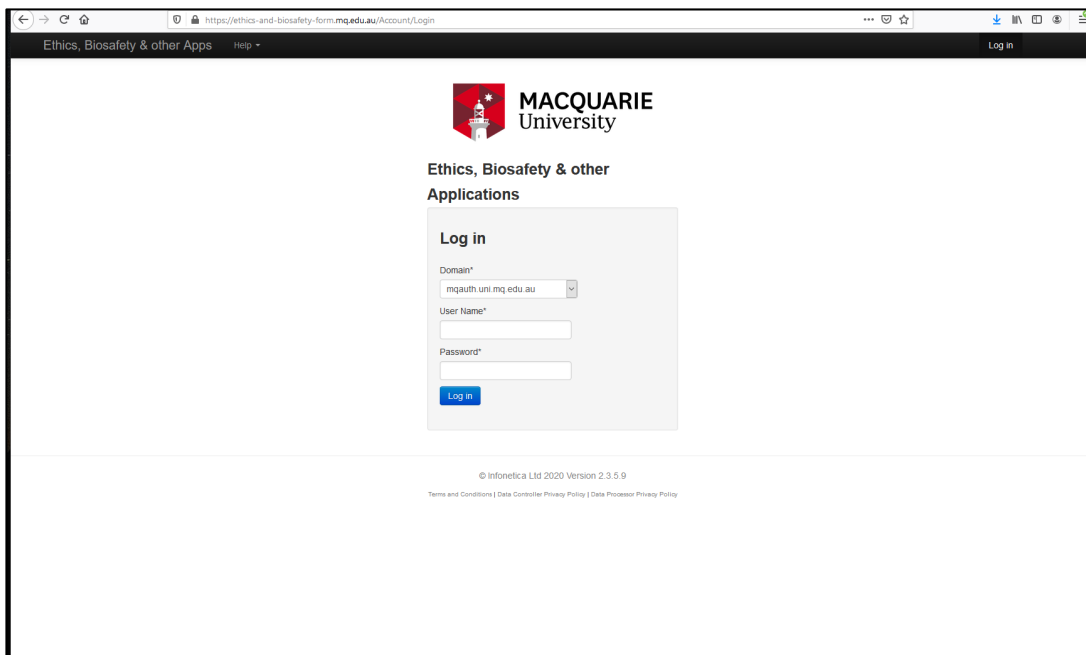 https://ethics-and-biosafety-form.mq.edu.au/Account/Login
Ethics, Biosafety & other Apps Help Log in
MACQUARIE
University
Ethics, Biosafety & other
Applications
Log in
Domain*
mqauth.uni.mq.edu.au
User Name*
Password*
Log in
© Infonetica Ltd 2020 Version 2.3.5.9
Terms and Conditions | Data Controller Privacy Policy | Data Processor Privacy Policy